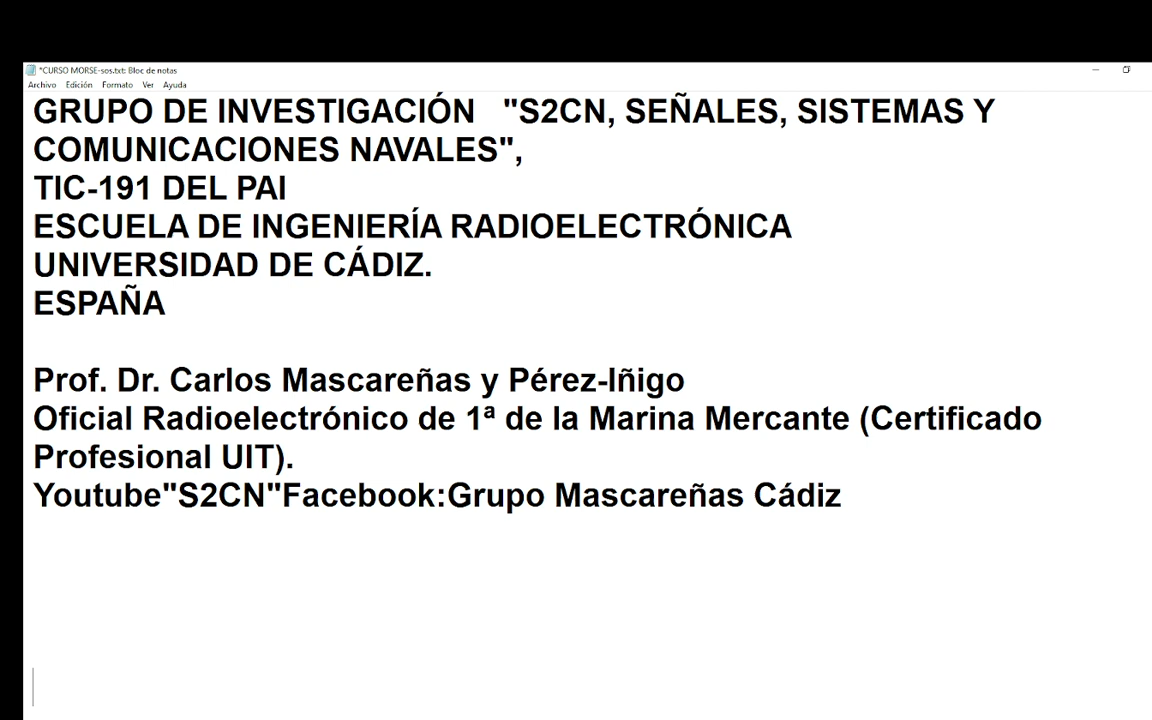 *CURSO MORSE-sos.txt: Bloc de notas
Archivo Edición Formato Ver Ayuda
GRUPO DE INVESTIGACIÓN "S2CN, SEÑALES, SISTEMAS Y
COMUNICACIONES NAVALES",
TIC-191 DEL PAI
ESCUELA DE INGENIERÍA RADIOELECTRÓNICA
UNIVERSIDAD DE CÁDIZ.
ESPAÑA
Prof. Dr. Carlos Mascareñas y Pérez-Iñigo
Oficial Radioelectrónico de 1ª de la Marina Mercante (Certificado
Profesional UIT).
Youtube"S2CN"Facebook:Grupo Mascareñas Cádiz